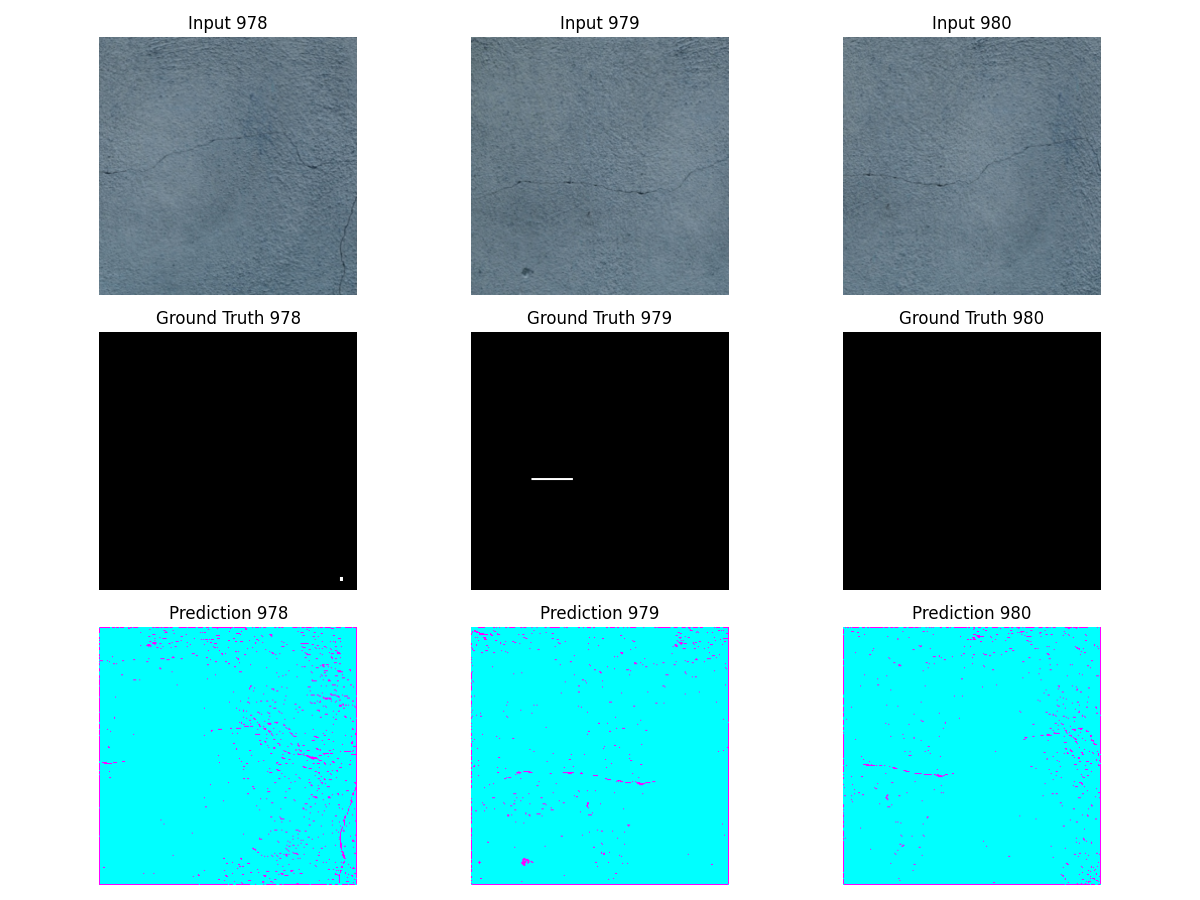 Input 978
Input 979
Input 980
Ground Truth 978
Ground Truth 979
Ground Truth 980
Prediction 978
Prediction 979
Prediction 980